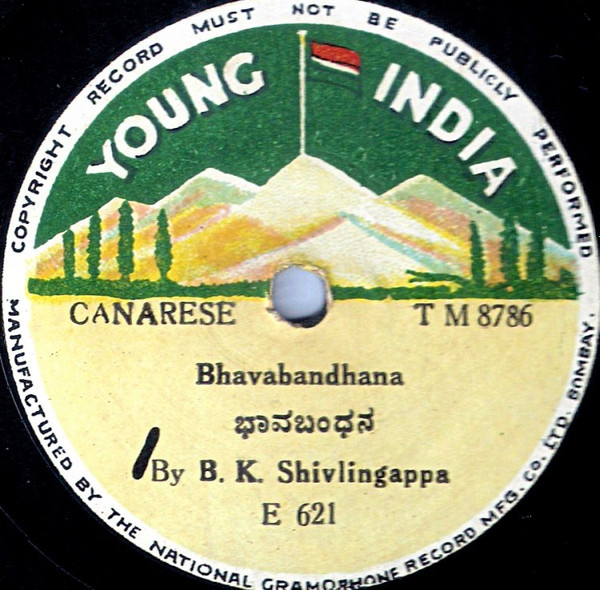 COPYRIGHT RECORD MUST NOT BE PUBLICLY PERFORMED
YOUNG INDIA
CANARESE T M 8786
Bhavabandhana
ಭಾವಬಂಧನ
By B. K. Shivlingappa
E 621
MANUFACTURED BY THE NATIONAL GRAMOPHONE RECORD MFG. CO. LTD. BOMBAY.